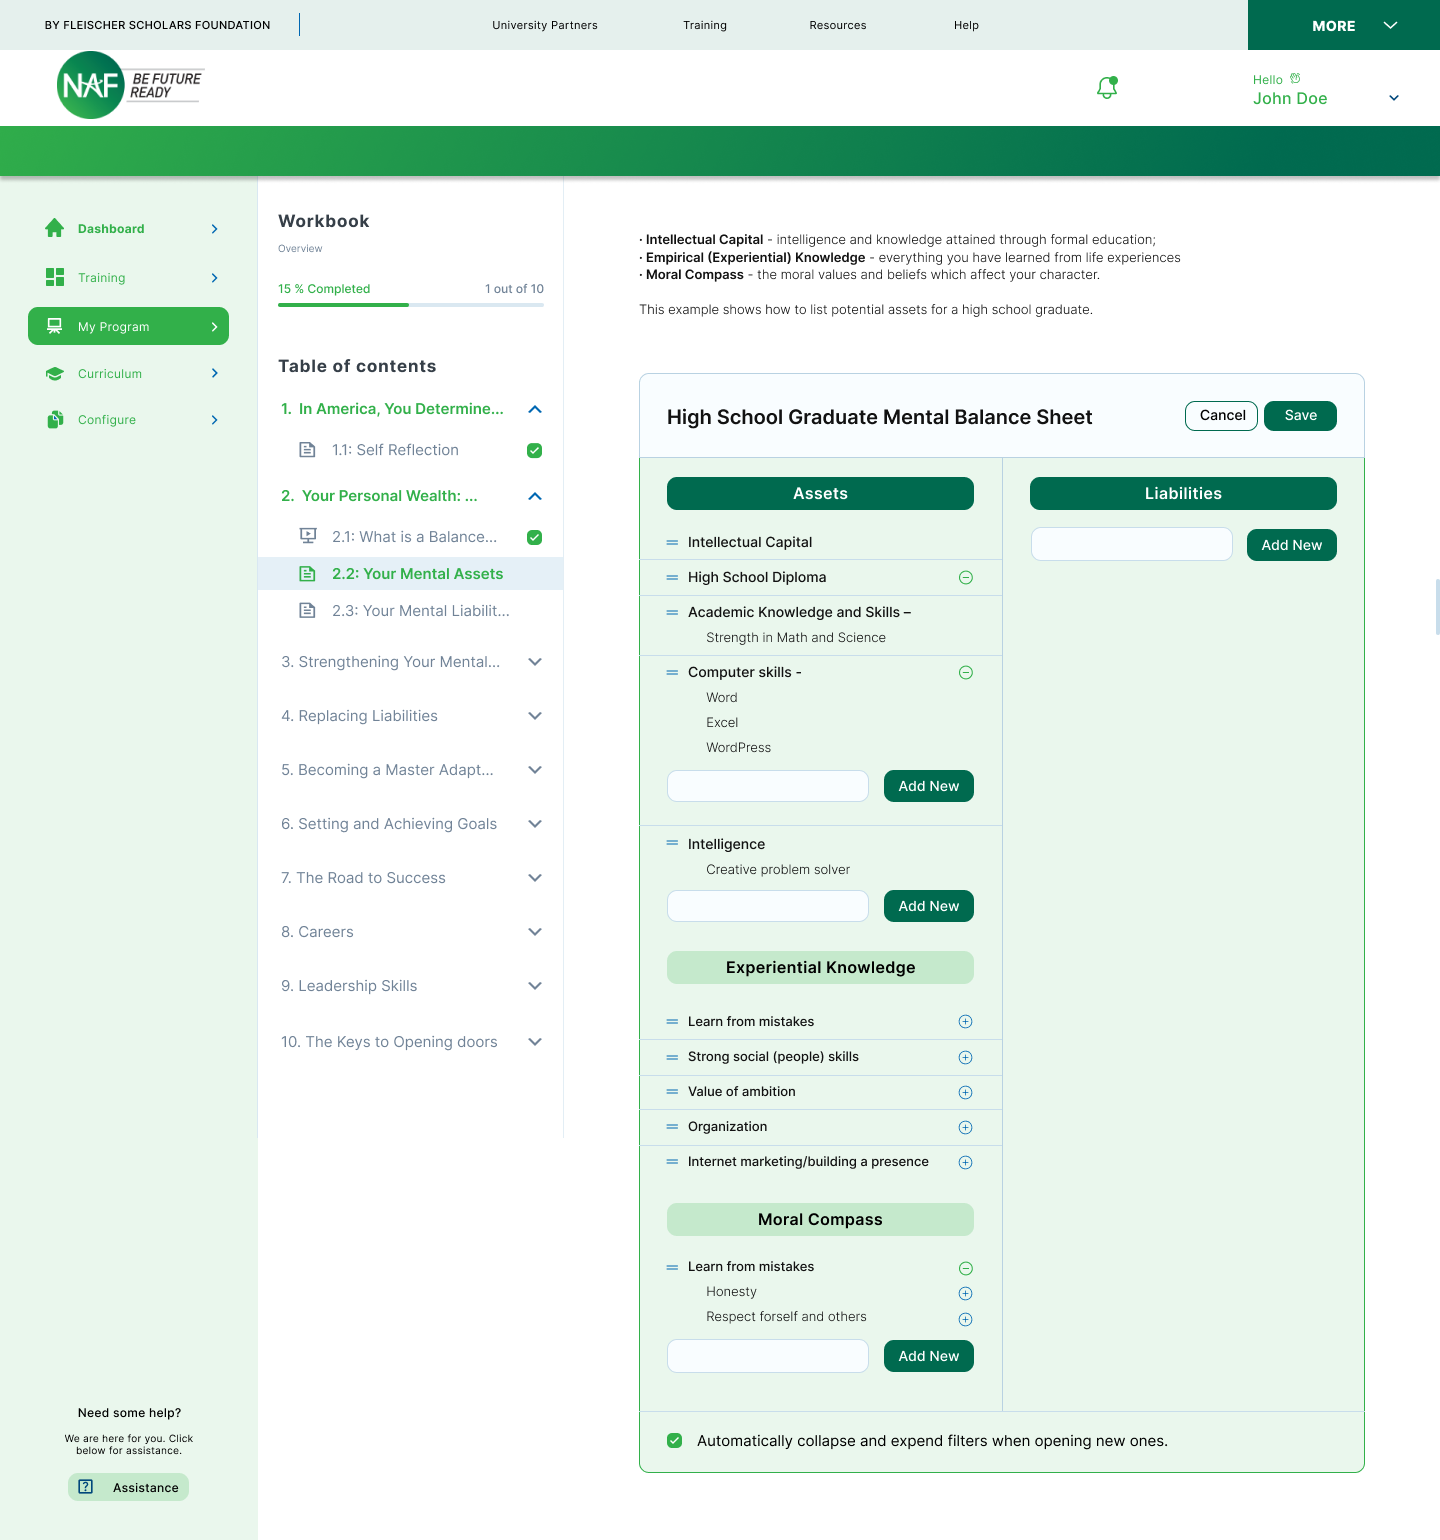 BY FLEISCHER SCHOLARS FOUNDATION
University Partners
Training
Resources
Help
MORE
NAF
BE FUTURE
READY
Hello
John Doe
Dashboard
Training
My Program
Curriculum
Configure
Need some help?
We are here for you. Click
below for assistance.
? Assistance
Workbook
Overview
15 % Completed
1 out of 10
Table of contents
1. In America, You Determine...
1.1: Self Reflection
2. Your Personal Wealth: ...
2.1: What is a Balance...
2.2: Your Mental Assets
2.3: Your Mental Liabilit...
3. Strengthening Your Mental...
4. Replacing Liabilities
5. Becoming a Master Adapt...
6. Setting and Achieving Goals
7. The Road to Success
8. Careers
9. Leadership Skills
10. The Keys to Opening doors
· Intellectual Capital - intelligence and knowledge attained through formal education;
· Empirical (Experiential) Knowledge - everything you have learned from life experiences
· Moral Compass - the moral values and beliefs which affect your character.
This example shows how to list potential assets for a high school graduate.
High School Graduate Mental Balance Sheet
Cancel
Save
Assets
Intellectual Capital
High School Diploma
Academic Knowledge and Skills –
Strength in Math and Science
Computer skills -
Word
Excel
WordPress
Add New
Intelligence
Creative problem solver
Add New
Experiential Knowledge
Learn from mistakes
Strong social (people) skills
Value of ambition
Organization
Internet marketing/building a presence
Moral Compass
Learn from mistakes
Honesty
Respect forself and others
Add New
Liabilities
Add New
Automatically collapse and expend filters when opening new ones.